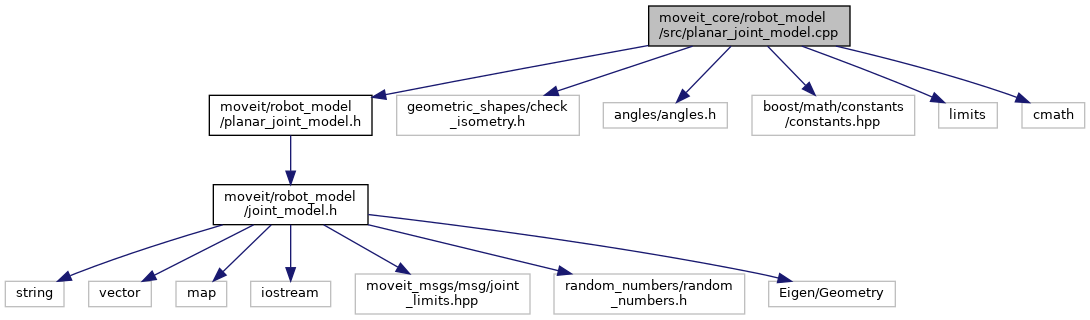 moveit_core/robot_model
/src/planar_joint_model.cpp
moveit/robot_model
/planar_joint_model.h
geometric_shapes/check
_isometry.h
angles/angles.h
boost/math/constants
/constants.hpp
limits
cmath
moveit/robot_model
/joint_model.h
string
vector
map
iostream
moveit_msgs/msg/joint
_limits.hpp
random_numbers/random
_numbers.h
Eigen/Geometry